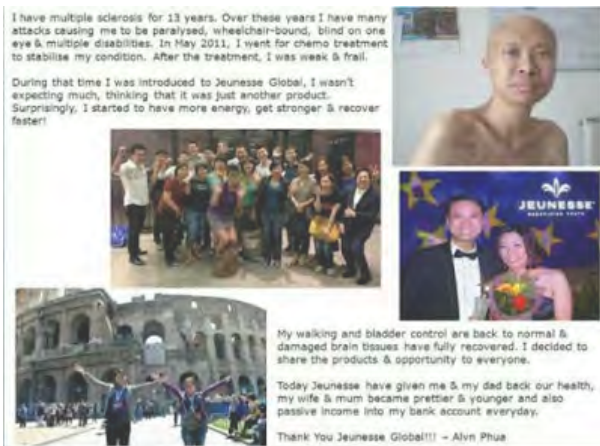 I have multiple sclerosis for 13 years. Over these years I have many
attacks causing me to be paralysed, wheelchair-bound, blind on one
eye & multiple disabilities. In May 2011, I went for chemo treatment
to stabilise my condition. After the treatment, I was weak & frail.
During that time I was introduced to Jeunesse Global, I wasn't
expecting much, thinking that it was just another product.
Surprisingly, I started to have more energy, get stronger & recover
faster!
JEUNESSE
REDEFINING YOUTH
My walking and bladder control are back to normal &
damaged brain tissues have fully recovered. I decided to
share the products & opportunity to everyone.
Today Jeunesse have given me & my dad back our health,
my wife & mum became prettier & younger and also
passive income into my bank account everyday.
Thank You Jeunesse Global!!! – Alvn Phua